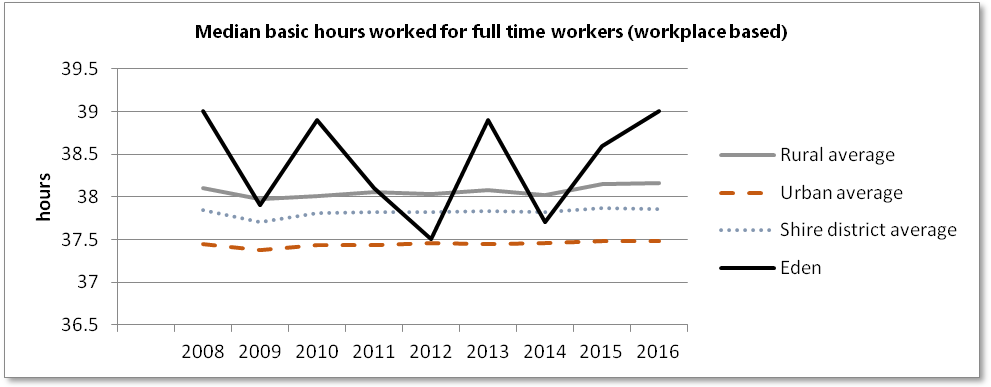 Median basic hours worked for full time workers (workplace based)
39.5
39
38.5
38
37.5
37
36.5
hours
2008 2009 2010 2011 2012 2013 2014 2015 2016
Rural average
Urban average
Shire district average
Eden